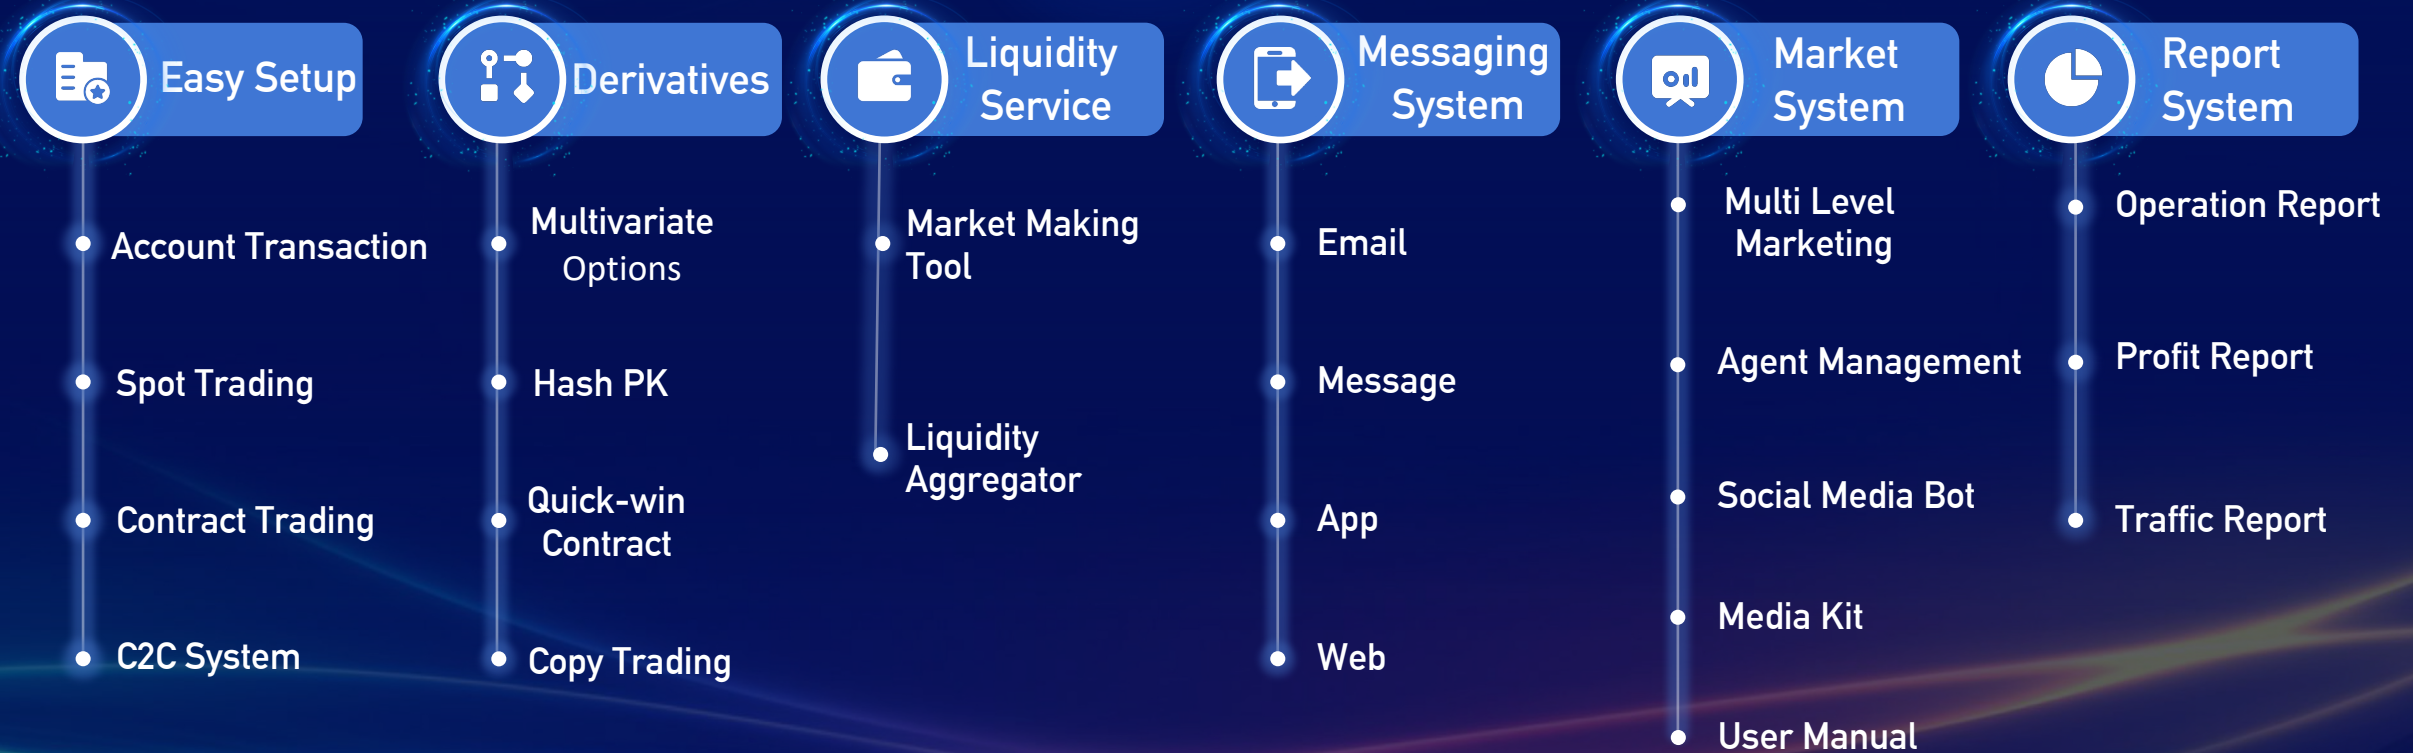 Easy Setup
Account Transaction
Spot Trading
Contract Trading
C2C System
Derivatives
Multivariate
Options
Hash PK
Quick-win
Contract
Copy Trading
Liquidity
Service
Market Making
Tool
Liquidity
Aggregator
Messaging
System
Email
Message
App
Web
Market
System
Multi Level
Marketing
Agent Management
Social Media Bot
Media Kit
User Manual
Report
System
Operation Report
Profit Report
Traffic Report